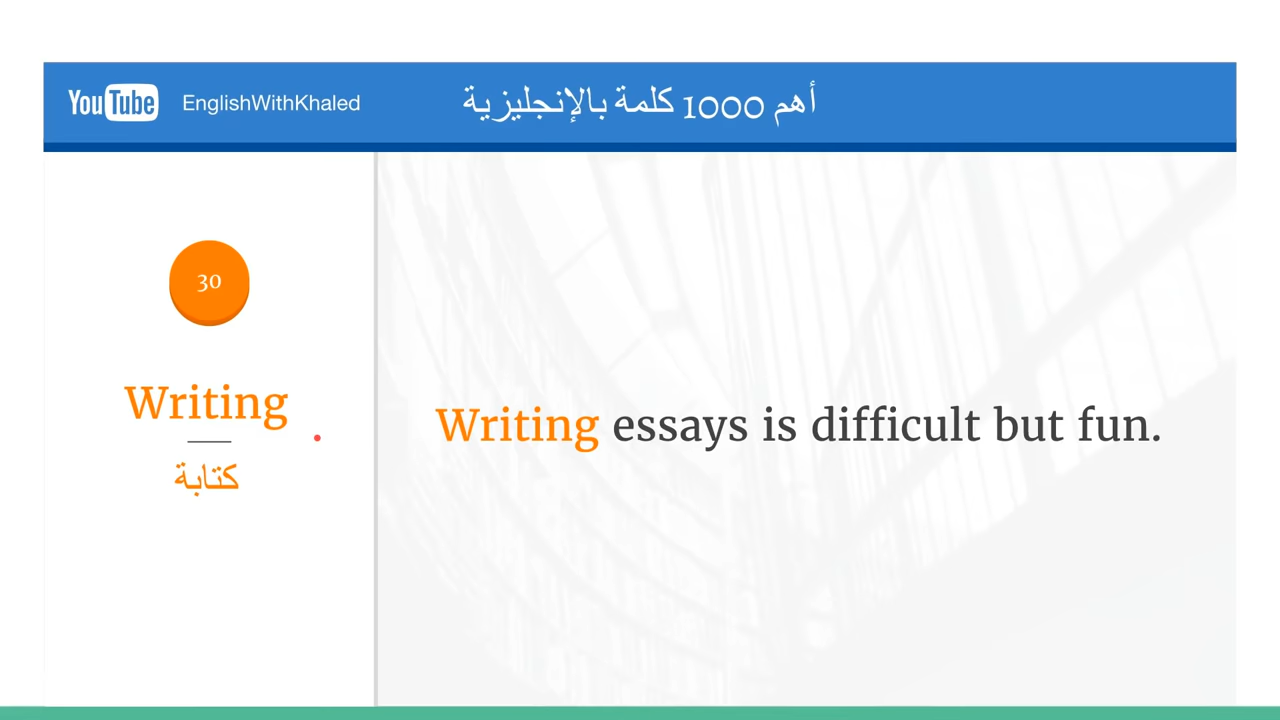 YouTube EnglishWithKhaled
أهم 1000 كلمة بالإنجليزية
30
Writing
كتابة
Writing essays is difficult but fun.